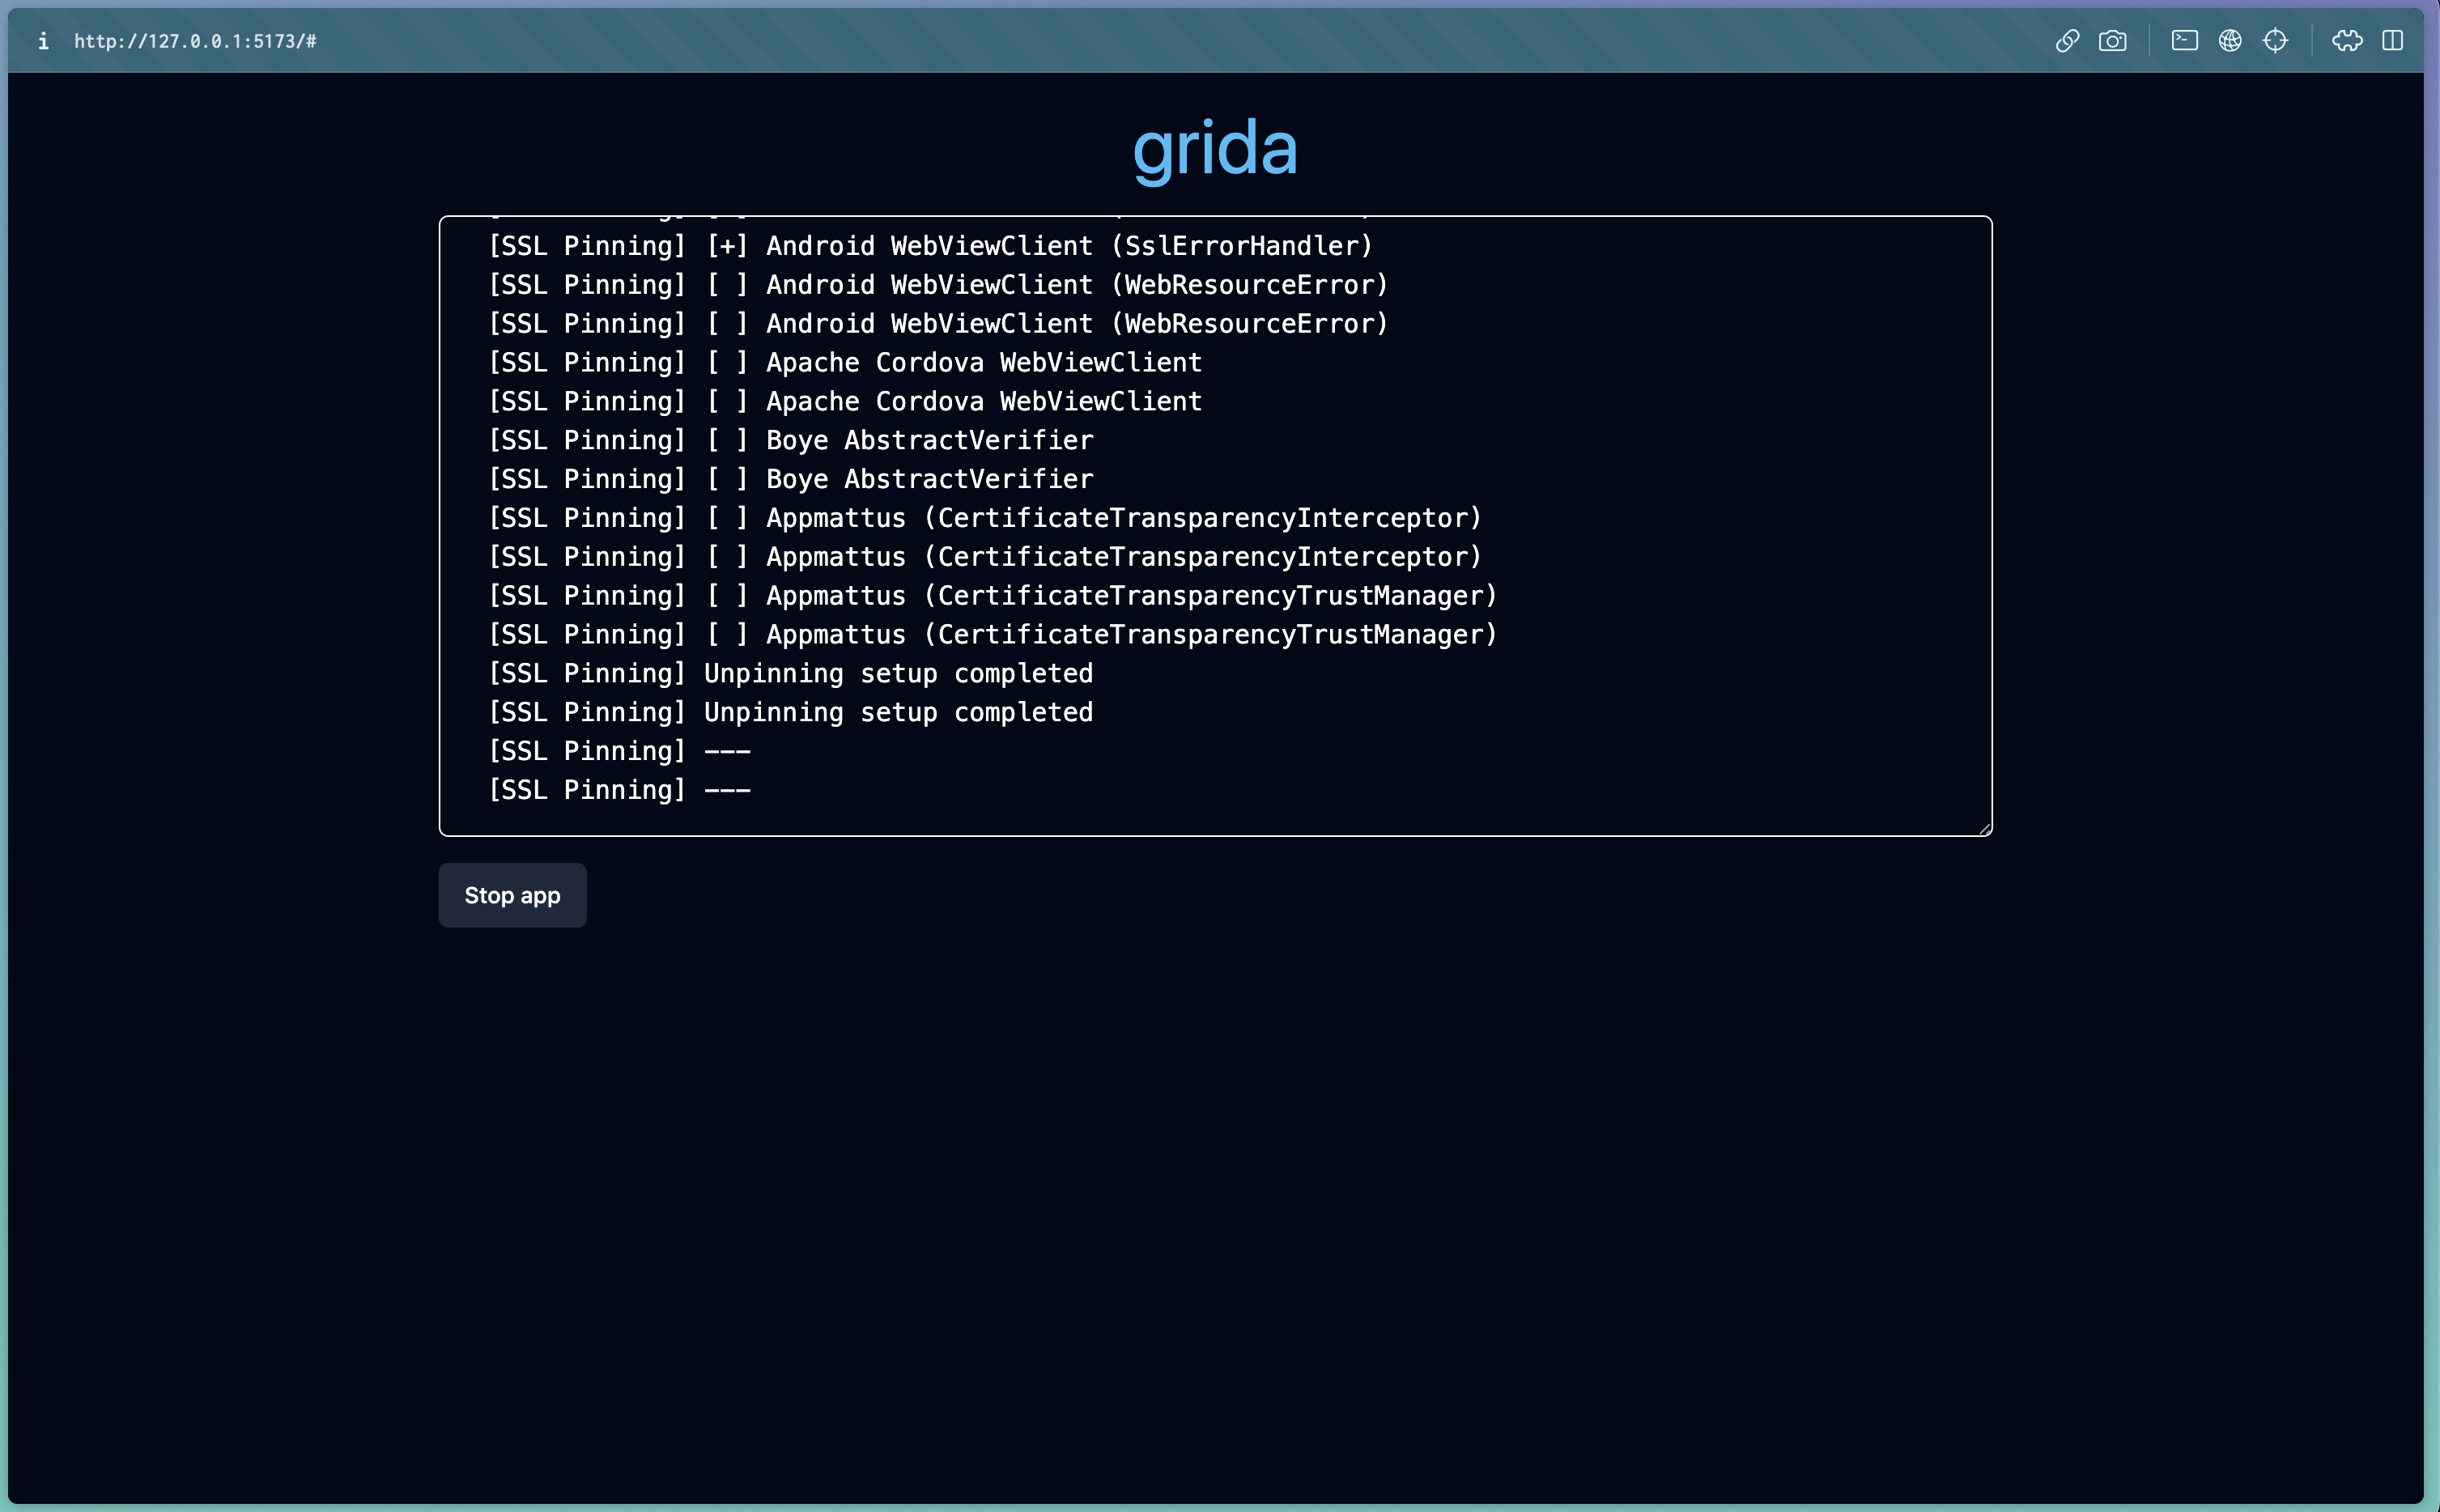 i http://127.0.0.1:5173/#
grida
[SSL Pinning] [+] Android WebViewClient (SslErrorHandler)
[SSL Pinning] [ ] Android WebViewClient (WebResourceError)
[SSL Pinning] [ ] Android WebViewClient (WebResourceError)
[SSL Pinning] [ ] Apache Cordova WebViewClient
[SSL Pinning] [ ] Apache Cordova WebViewClient
[SSL Pinning] [ ] Boye AbstractVerifier
[SSL Pinning] [ ] Boye AbstractVerifier
[SSL Pinning] [ ] Appmattus (CertificateTransparencyInterceptor)
[SSL Pinning] [ ] Appmattus (CertificateTransparencyInterceptor)
[SSL Pinning] [ ] Appmattus (CertificateTransparencyTrustManager)
[SSL Pinning] [ ] Appmattus (CertificateTransparencyTrustManager)
[SSL Pinning] Unpinning setup completed
[SSL Pinning] Unpinning setup completed
[SSL Pinning] ---
[SSL Pinning] ---
Stop app